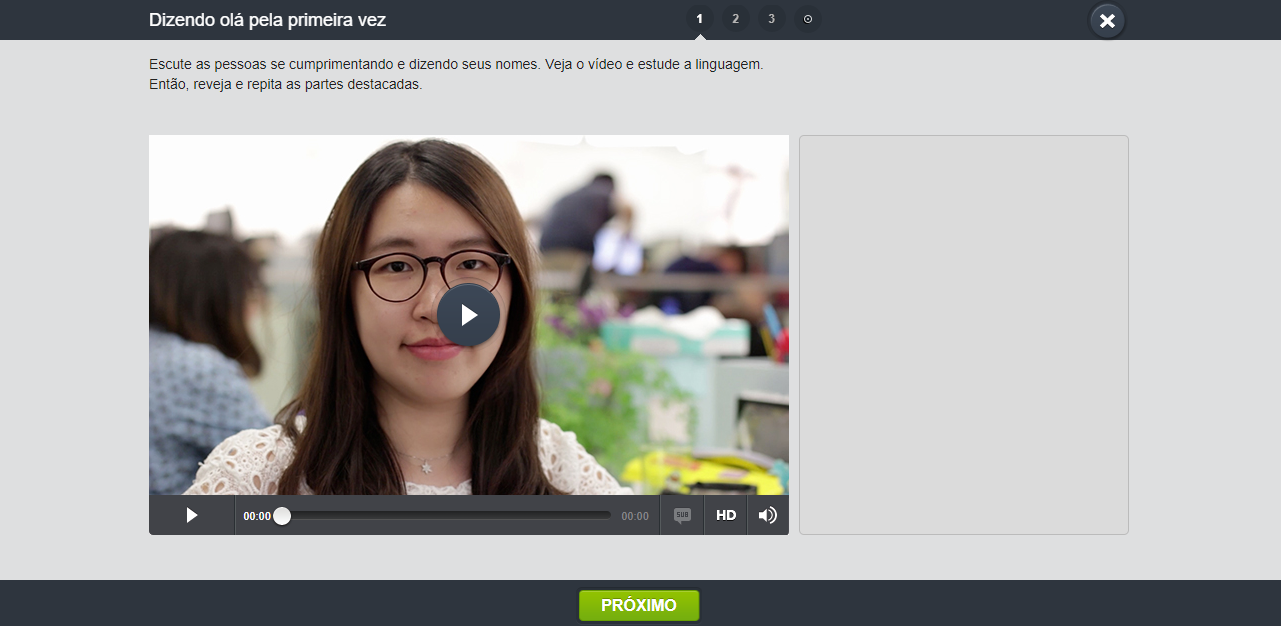 Dizendo olá pela primeira vez
1 2 3
Escute as pessoas se cumprimentando e dizendo seus nomes. Veja o vídeo e estude a linguagem.
Então, reveja e repita as partes destacadas.
00:00 00:00 SUB HD
PRÓXIMO